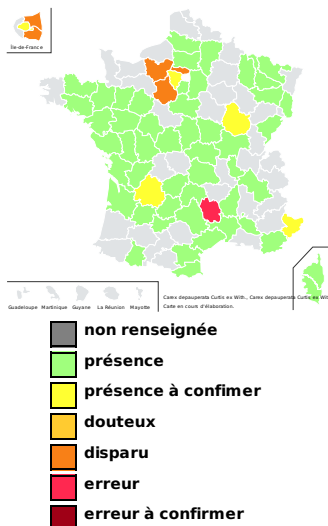 Île-de-France
Guadeloupe Martinique Guyane La Réunion Mayotte
Carex depauperata Curtis ex With., Carex depauperata Curtis ex Wit
Carte en cours d'élaboration.
non renseignée
présence
présence à confimer
douteux
disparu
erreur
erreur à confirmer